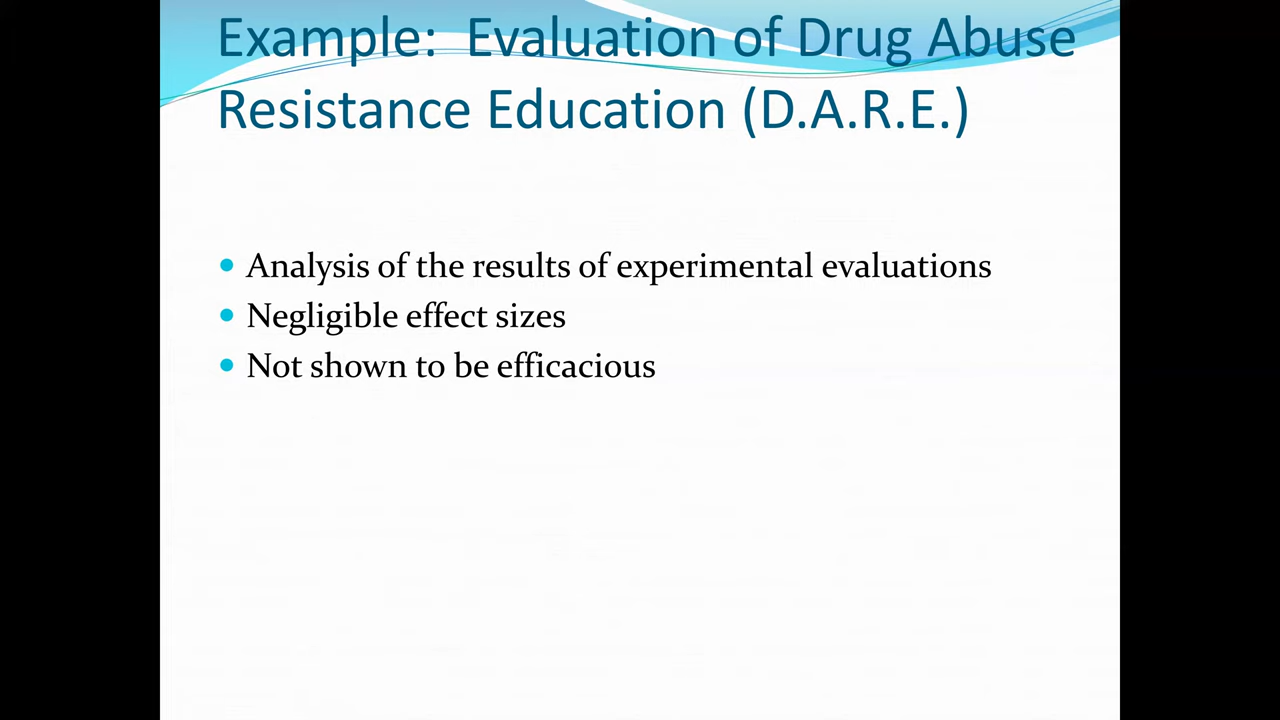 Example:  Evaluation of Drug Abuse
Resistance Education (D.A.R.E.)
Analysis of the results of experimental evaluations
Negligible effect sizes
Not shown to be efficacious